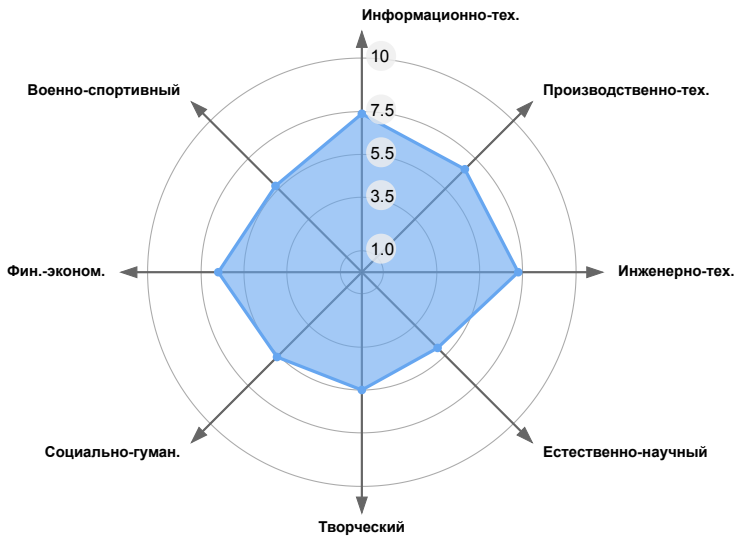 Информационно-тех.
10
Военно-спортивный
Производственно-тех.
7.5
5.5
3.5
1.0
Фин.-эконом.
Инженерно-тех.
Социально-гуман.
Естественно-научный
Творческий